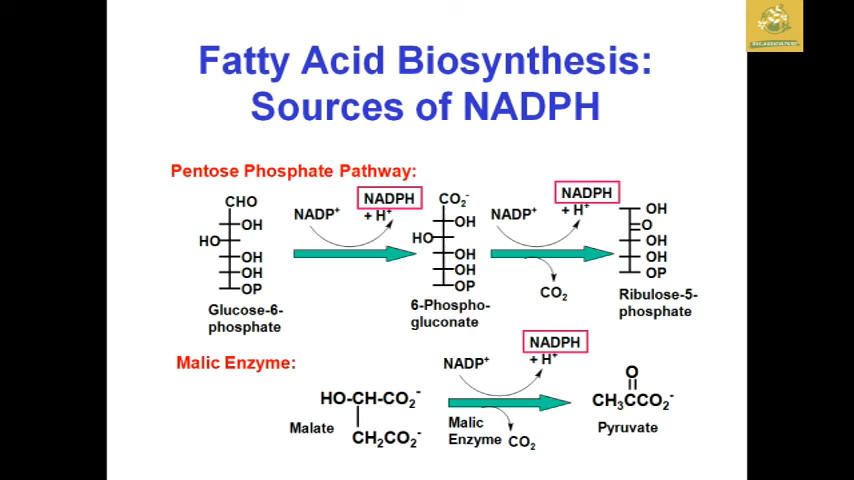 Fatty Acid Biosynthesis:
Sources of NADPH
Pentose Phosphate Pathway:
CHO
OH
HO
OH
OH
OP
Glucose-6-
phosphate
NADP⁺
NADPH
+ H⁺
CO₂⁻
OH
HO
OH
OH
OP
6-Phospho-
gluconate
NADP⁺
NADPH
+ H⁺
CO₂
OH
O
OH
OH
OP
Ribulose-5-
phosphate
Malic Enzyme:
HO-CH-CO₂⁻
CH₂CO₂⁻
Malate
NADP⁺
NADPH
+ H⁺
Malic
Enzyme
CO₂
O
CH₃CCO₂⁻
Pyruvate